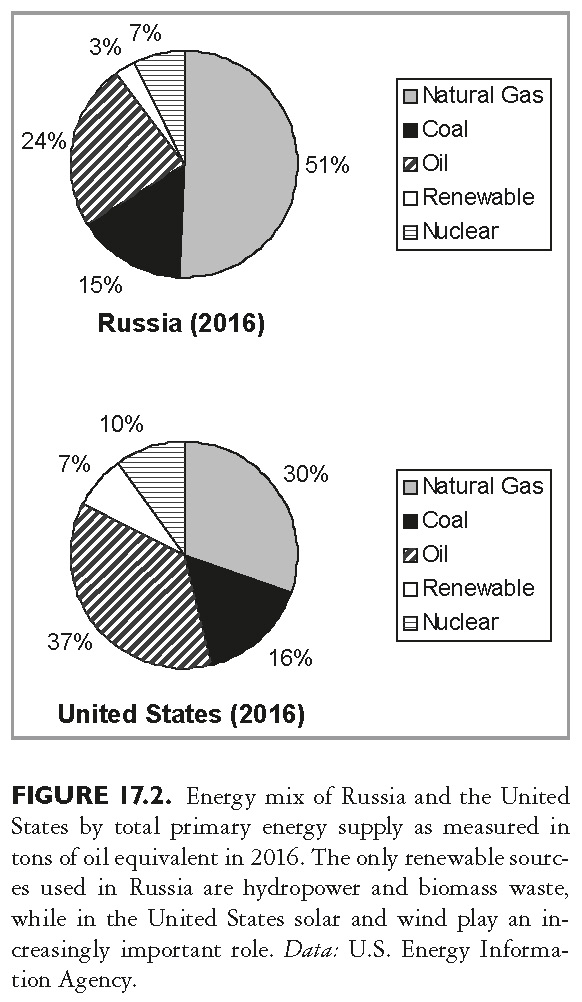 7%
3%
24%
51%
15%
Natural Gas
Coal
Oil
Renewable
Nuclear
Russia (2016)
10%
7%
30%
37%
16%
Natural Gas
Coal
Oil
Renewable
Nuclear
United States (2016)
FIGURE 17.2. Energy mix of Russia and the United
States by total primary energy supply as measured in
tons of oil equivalent in 2016. The only renewable sourc-
es used in Russia are hydropower and biomass waste,
while in the United States solar and wind play an in-
creasingly important role. Data: U.S. Energy Informa-
tion Agency.